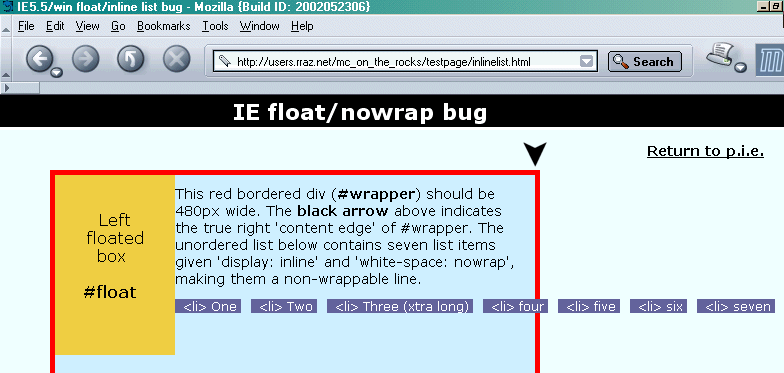 IE5.5/win float/inline list bug - Mozilla {Build ID: 2002052306}
File Edit View Go Bookmarks Tools Window Help
http://users.rraz.net/mc_on_the_rocks/testpage/inlinelist.html Search
IE float/nowrap bug
Return to p.i.e.
Left
floated
box
#float
This red bordered div (#wrapper) should be
480px wide. The black arrow above indicates
the true right 'content edge' of #wrapper. The
unordered list below contains seven list items
given 'display: inline' and 'white-space: nowrap',
making them a non-wrappable line.
<li> One <li> Two <li> Three (xtra long) <li> four <li> five <li> six <li> seven